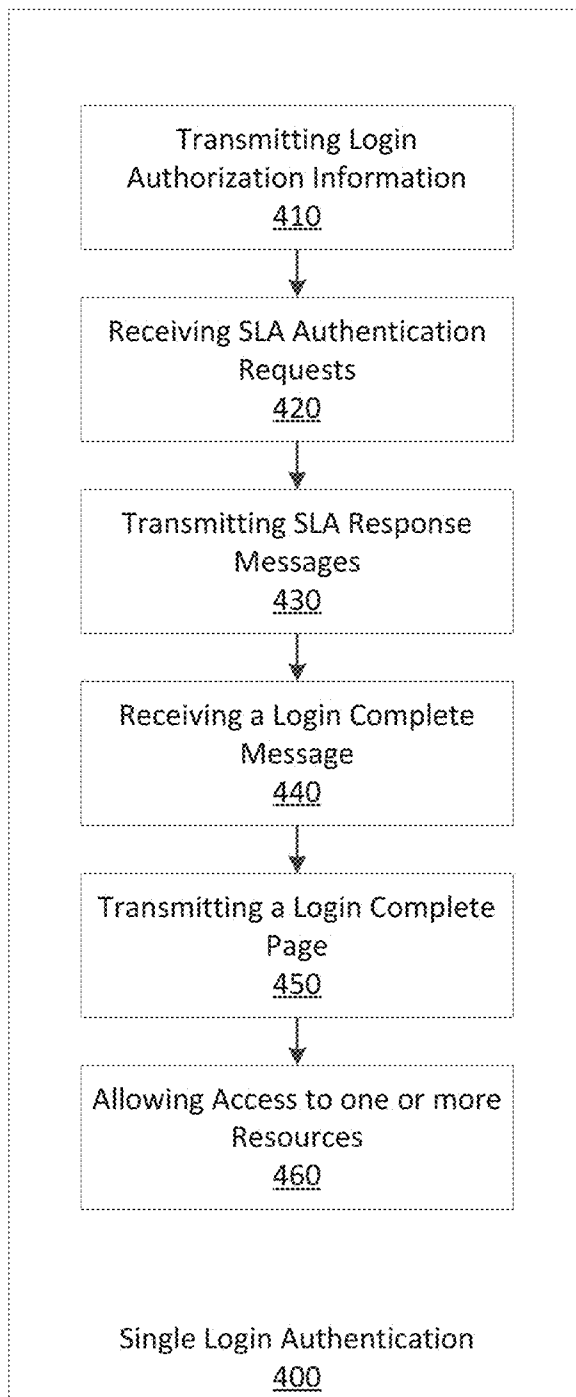 Transmitting Login
Authorization Information
410
Receiving SLA Authentication
Requests
420
Transmitting SLA Response
Messages
430
Receiving a Login Complete
Message
440
Transmitting a Login Complete
Page
450
Allowing Access to one or more
Resources
460
Single Login Authentication
400